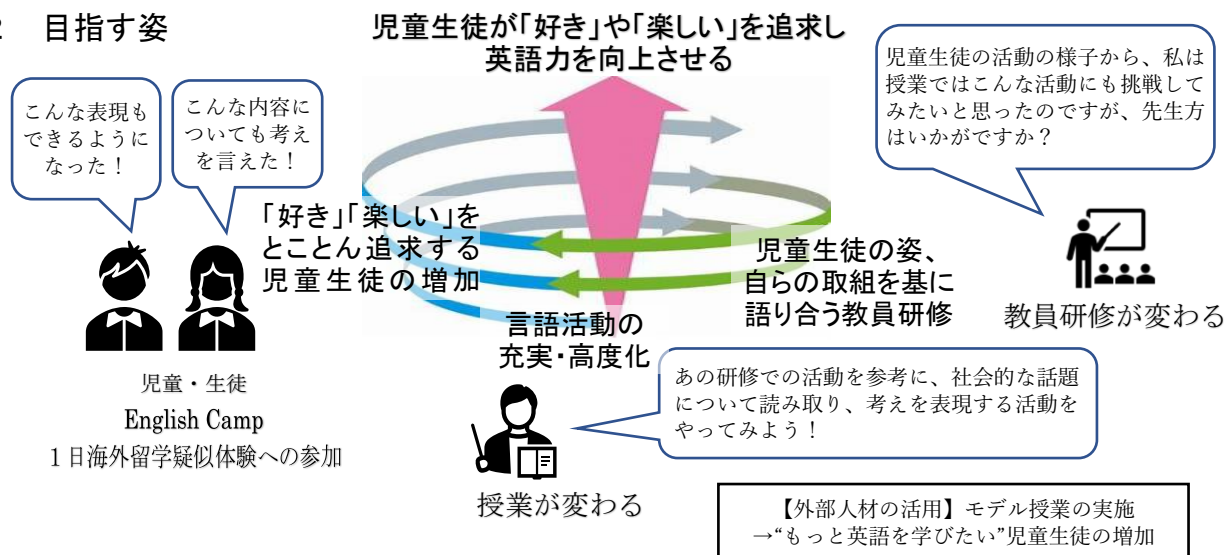 2　目指す姿
児童生徒が「好き」や「楽しい」を追求し
英語力を向上させる
こんな表現も
できるように
なった！
こんな内容に
ついても考え
を言えた！
児童生徒の活動の様子から、私は
授業ではこんな活動にも挑戦して
みたいと思ったのですが、先生方
はいかがですか？
「好き」「楽しい」を
とことん追求する
児童生徒の増加
児童生徒の姿、
自らの取組を基に
語り合う教員研修
教員研修が変わる
言語活動の
充実・高度化
児童・生徒
English Camp
１日海外留学疑似体験への参加
あの研修での活動を参考に、社会的な話題
について読み取り、考えを表現する活動を
やってみよう！
授業が変わる
【外部人材の活用】モデル授業の実施
→“もっと英語を学びたい”児童生徒の増加